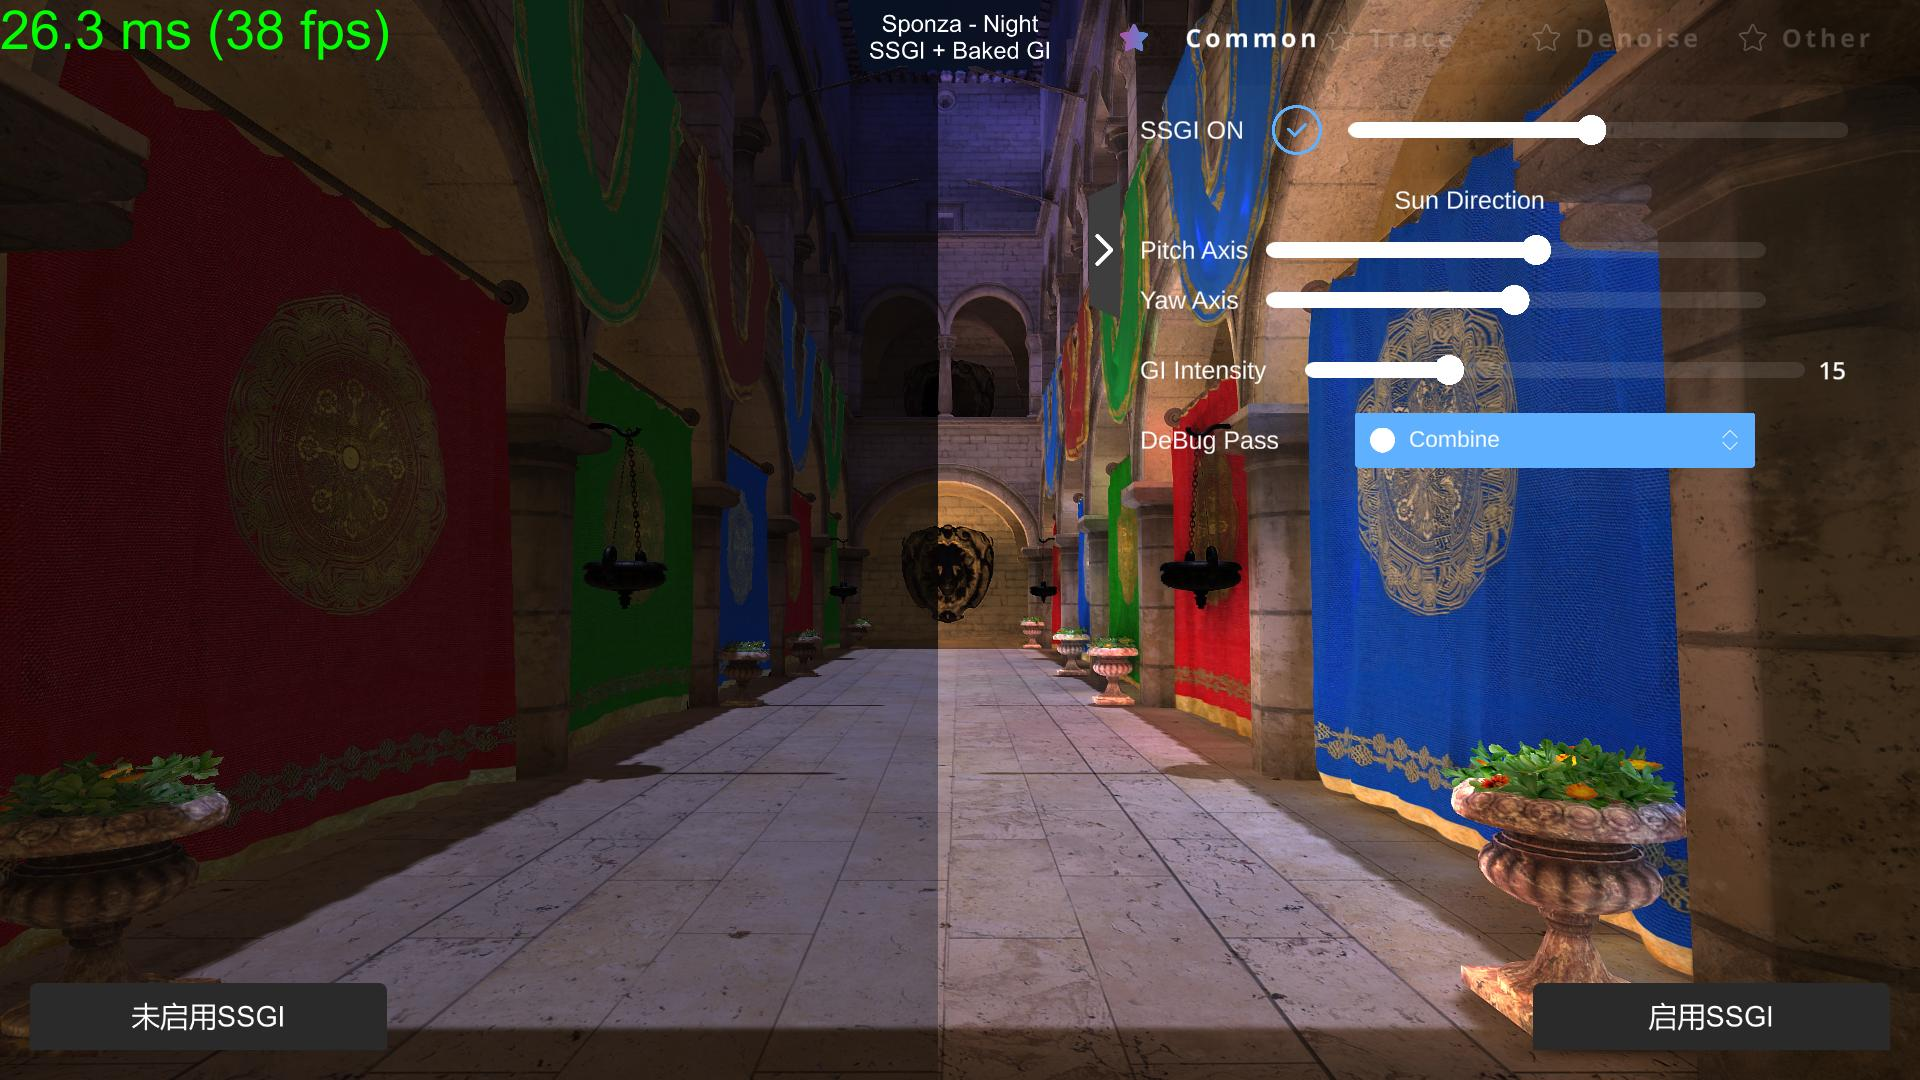 26.3 ms (38 fps)
Sponza - Night
SSGI + Baked GI
Common
Trace
Denoise
Other
SSGI ON
Sun Direction
Pitch Axis
Yaw Axis
GI Intensity
15
DeBug Pass
Combine
未启用SSGI
启用SSGI